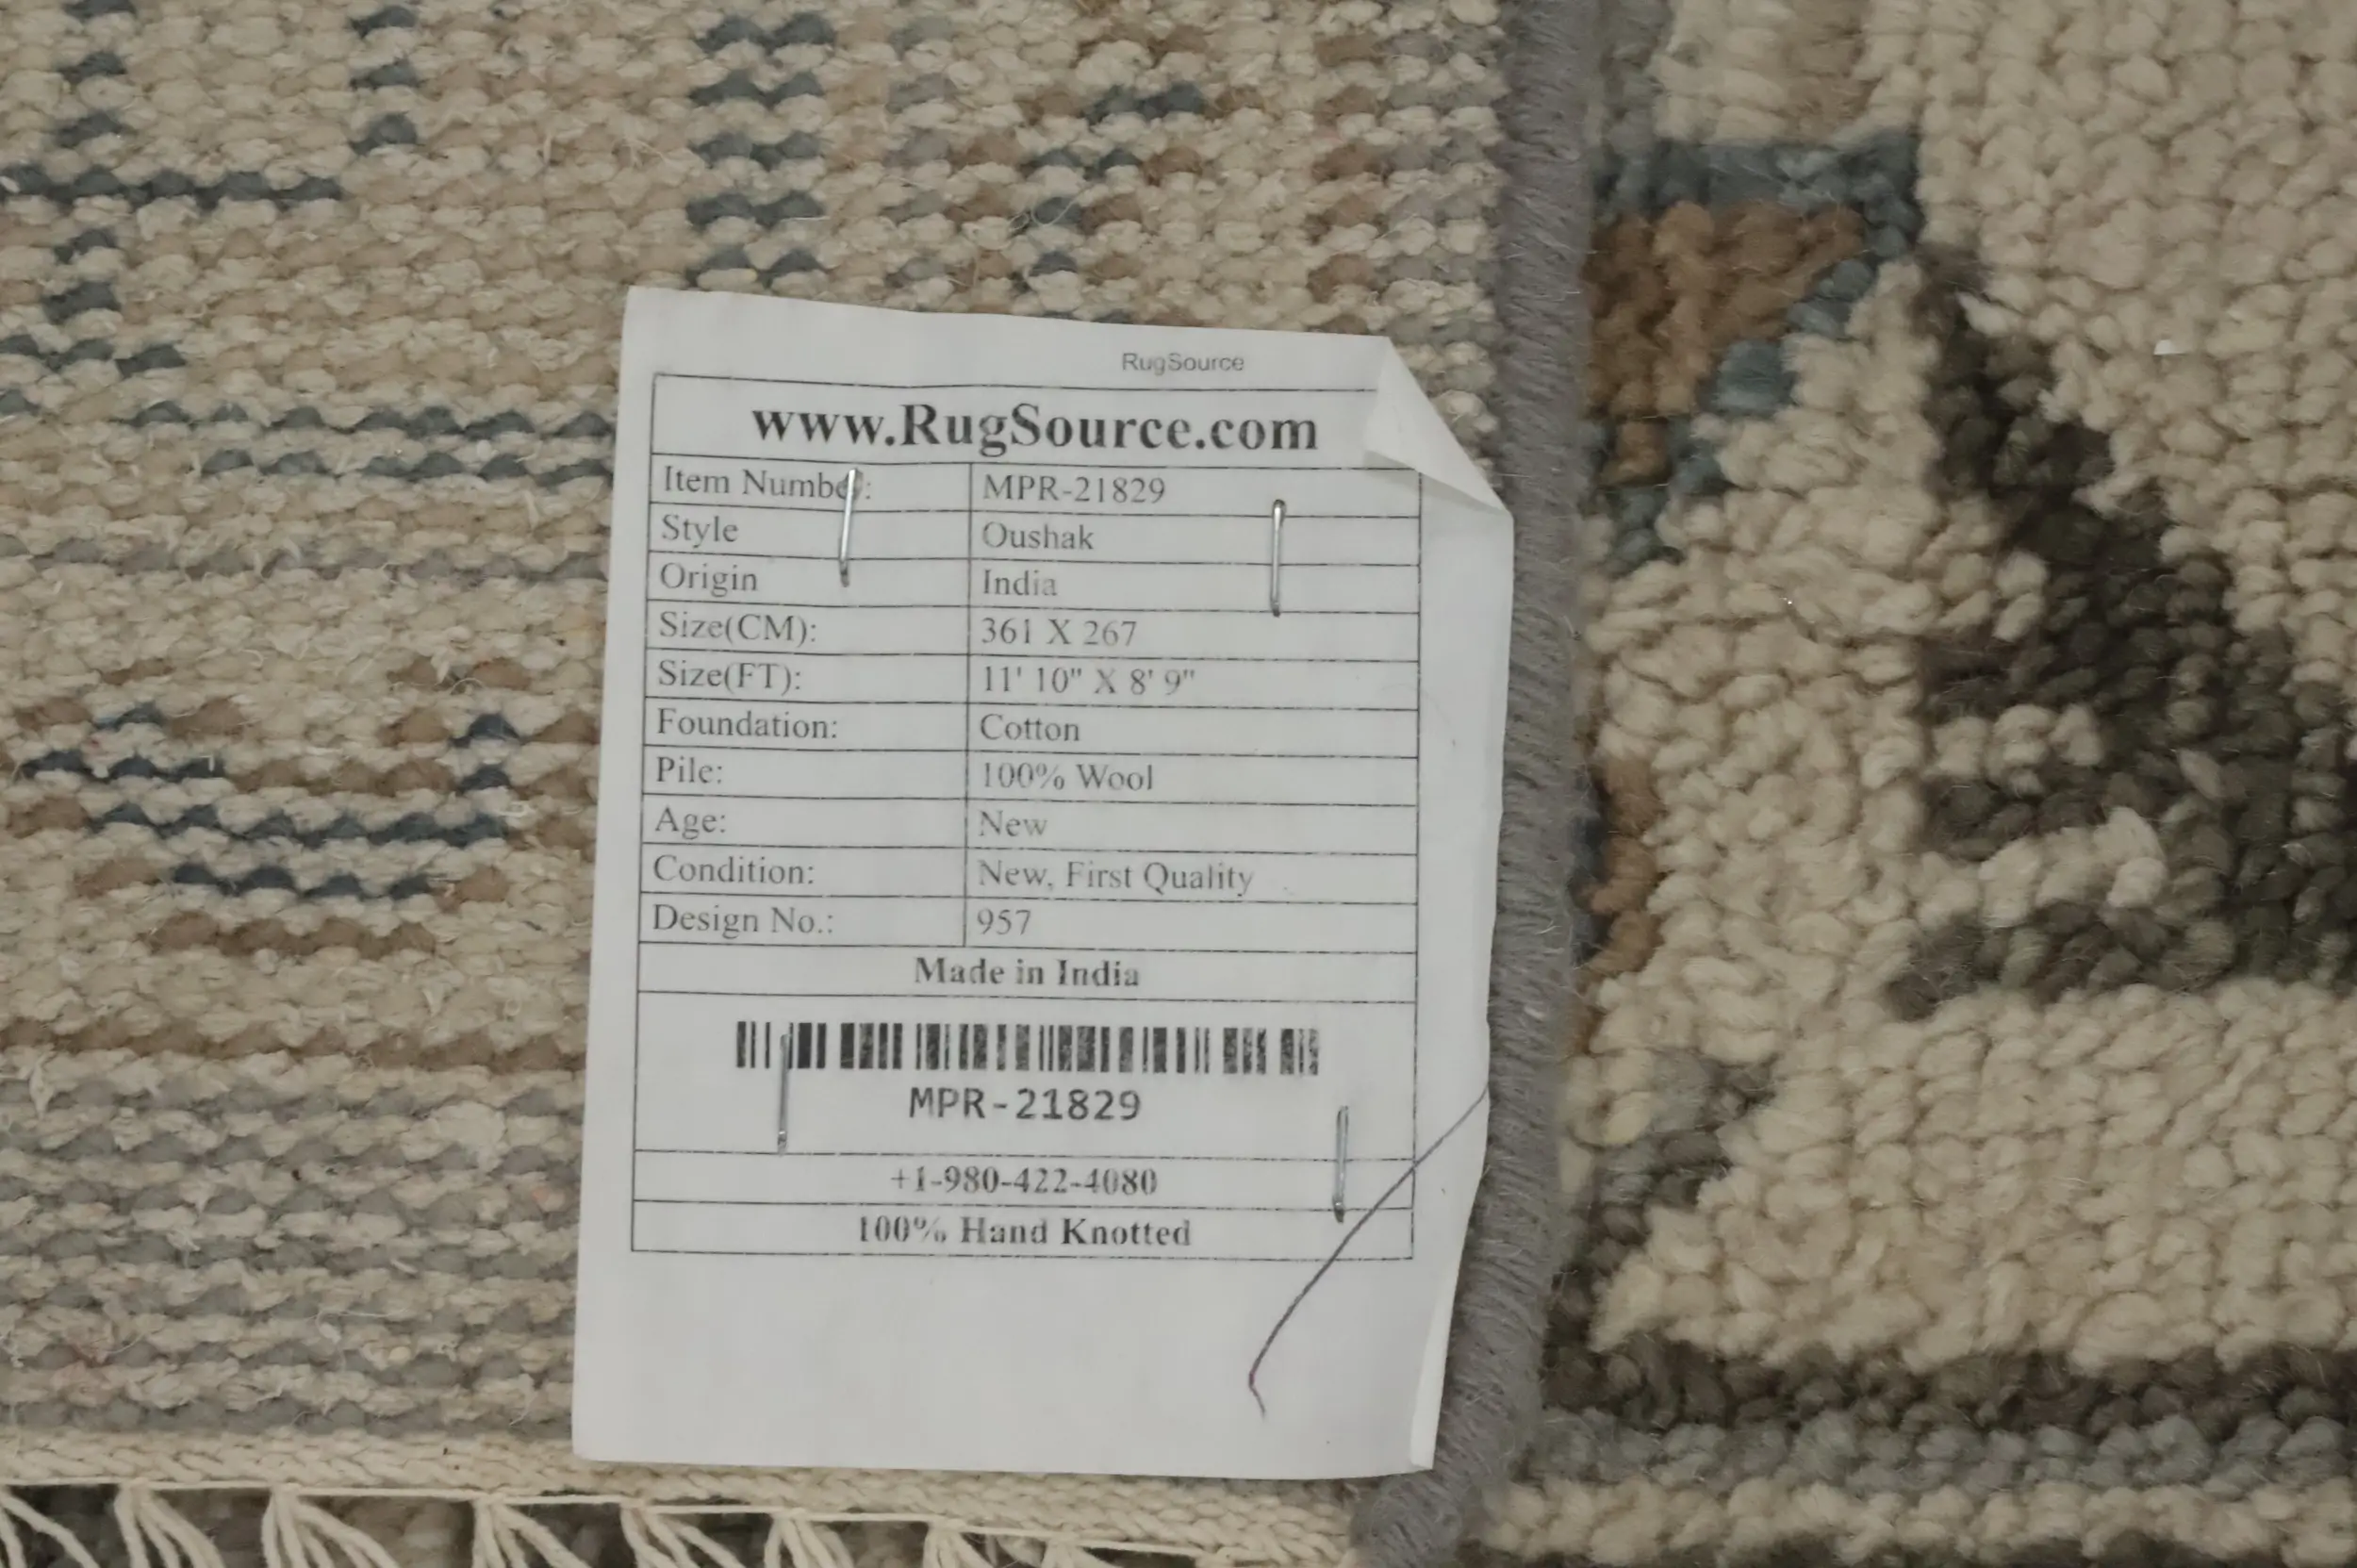 RugSource
www.RugSource.com
Item Number: MPR-21829
Style Oushak
Origin India
Size(CM): 361 X 267
Size(FT): 11' 10" X 8' 9"
Foundation: Cotton
Pile: 100% Wool
Age: New
Condition: New, First Quality
Design No.: 957
Made in India
MPR-21829
+1-980-422-4080
100% Hand Knotted